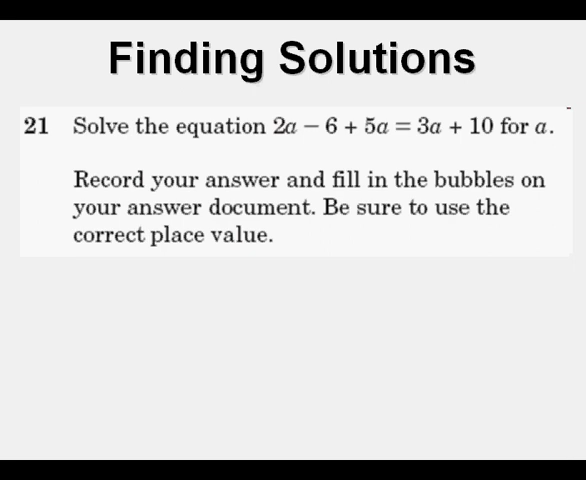 Finding Solutions
21 Solve the equation 2a − 6 + 5a = 3a + 10 for a.
Record your answer and fill in the bubbles on
your answer document. Be sure to use the
correct place value.